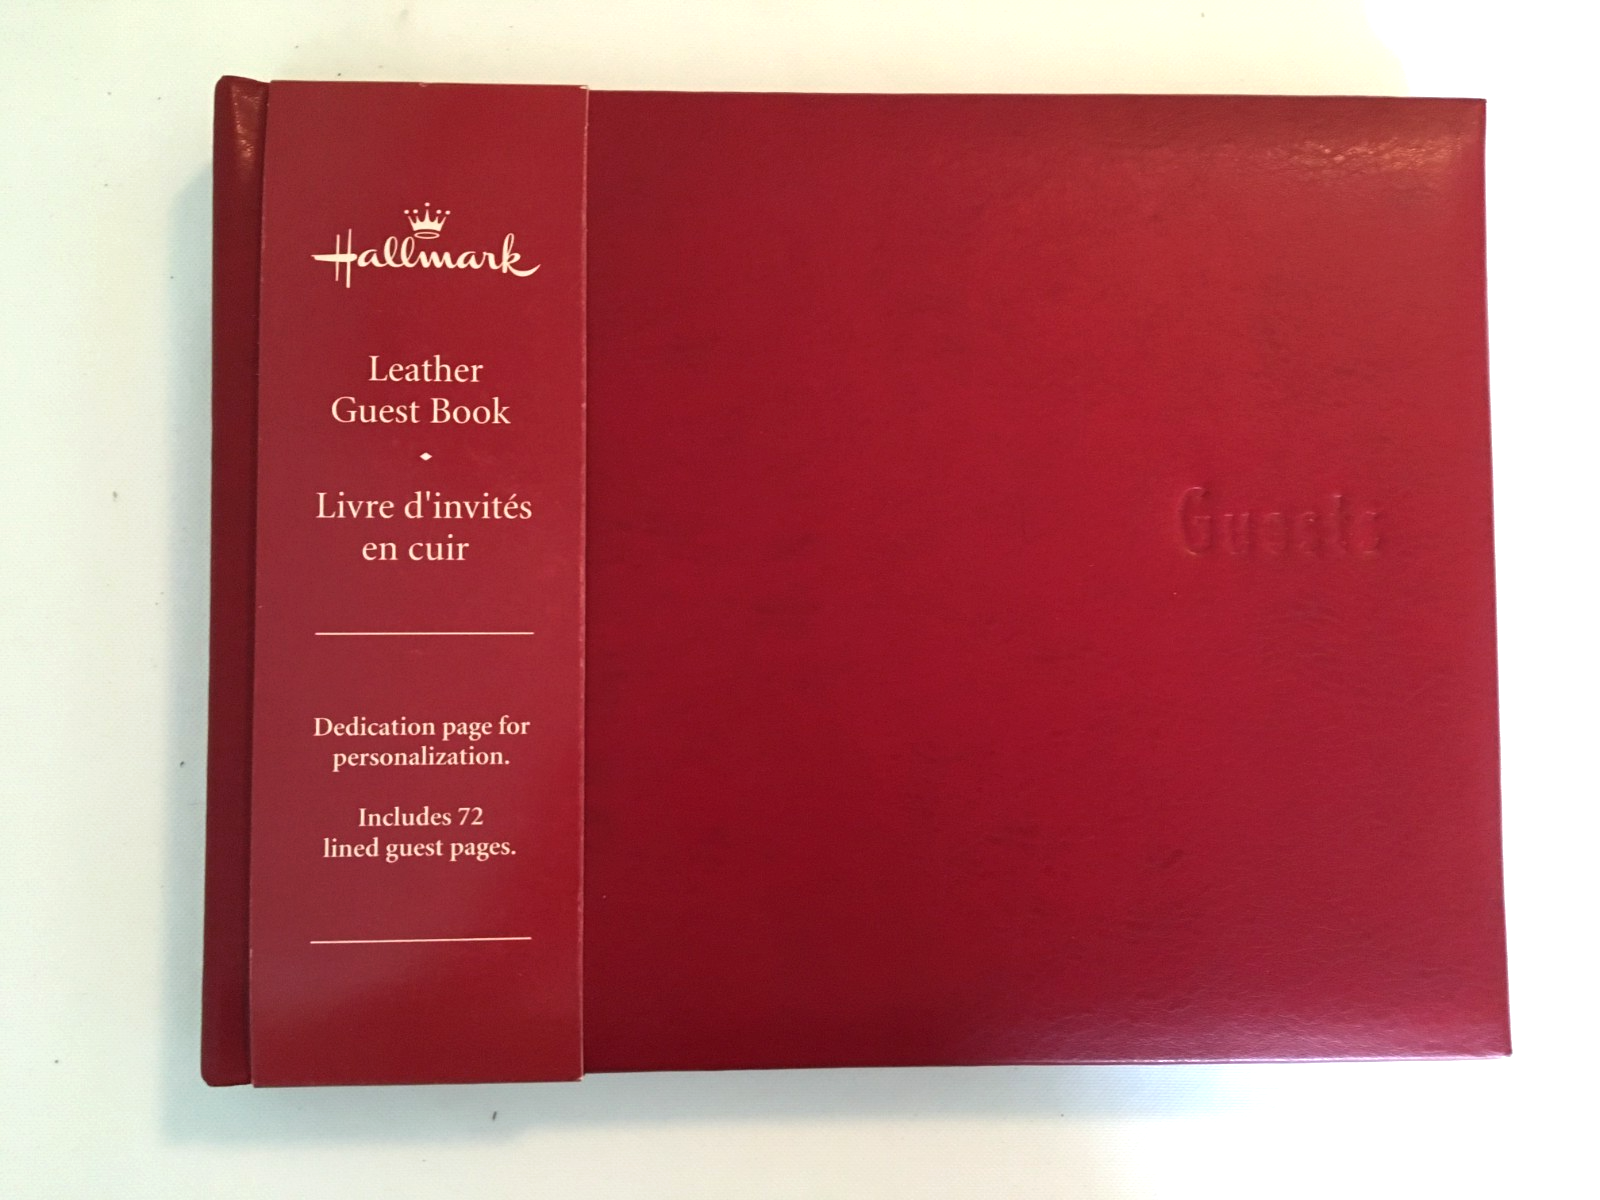 Hallmark
Leather
Guest Book
Livre d'invités
en cuir
Dedication page for
personalization.
Includes 72
lined guest pages.
Guests